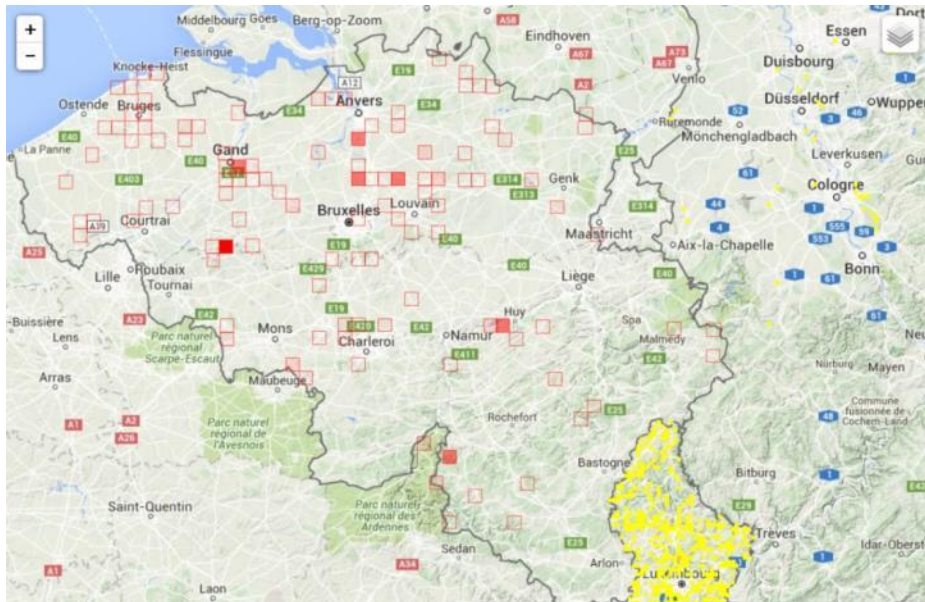 +
−
Middelbourg
Goes
Berg-op-Zoom
A58
Eindhoven
A67
A73
A67
Venlo
Essen
Duisbourg
Flessingue
Knocke-Heist
Ostende
Bruges
E19
A12
Anvers
E34
E34
A2
Düsseldorf
Wupper
1
52
3
46
Ruremonde
Mönchengladbach
E25
Leverkusen
E40
La Panne
E40
Gand
E403
E314
E313
Genk
61
Cologne
A19
Courtrai
Bruxelles
Louvain
E314
Maastricht
44
4
1
555
553
59
3
Bonn
A25
E19
E40
Aix-la-Chapelle
Lille
Roubaix
Tournai
E429
E40
Liège
E40
1
61
-Buissière
Lens
A23
E42
E19
E420
E42
Mons
Charleroi
Namur
Huy
Spa
Malmedy
61
Parc naturel
régional
Scarpe-Escaut
E411
E42
Nürburg
Mayen
Arras
Maubeuge
Rochefort
E25
Commune
fusionnée de
Cochem-Land
48
A1
A2
A26
Parc naturel
régional de
l'Avesnois
Bastogne
Bitburg
1
Saint-Quentin
Parc naturel
régional des
Ardennes
E29
Trèves
Sedan
E25
Arlon
1
Idar-Oberst
A1
A34
Luxembourg
Laon